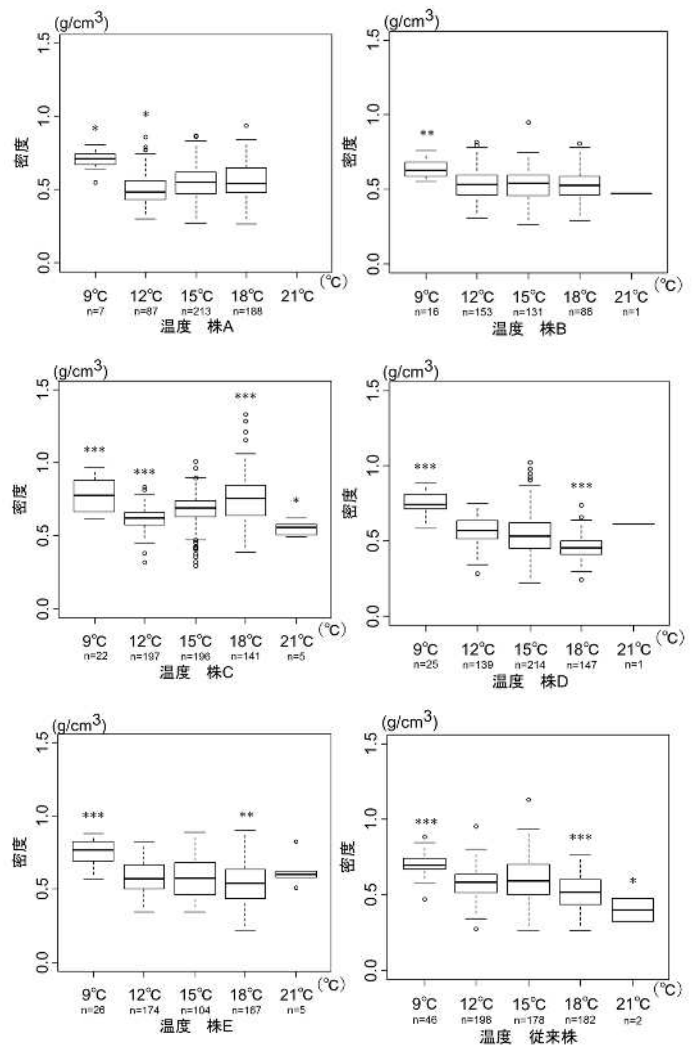 (g/cm3)
1.5
1.0
0.5
0.0
密度
* *
(℃)
9℃ 12℃ 15℃ 18℃ 21℃
n=7 n=87 n=213 n=188
温度 株A
(g/cm3)
1.5
1.0
0.5
0.0
密度
**
(℃)
9℃ 12℃ 15℃ 18℃ 21℃
n=16 n=153 n=131 n=88 n=1
温度 株B
(g/cm3)
1.5
1.0
0.5
0.0
密度
*** *** *** *
(℃)
9℃ 12℃ 15℃ 18℃ 21℃
n=22 n=197 n=196 n=141 n=5
温度 株C
(g/cm3)
1.5
1.0
0.5
0.0
密度
*** ***
(℃)
9℃ 12℃ 15℃ 18℃ 21℃
n=25 n=139 n=214 n=147 n=1
温度 株D
(g/cm3)
1.5
1.0
0.5
0.0
密度
*** **
(℃)
9℃ 12℃ 15℃ 18℃ 21℃
n=26 n=174 n=104 n=167 n=5
温度 株E
(g/cm3)
1.5
1.0
0.5
0.0
密度
*** *** *
(℃)
9℃ 12℃ 15℃ 18℃ 21℃
n=46 n=198 n=178 n=182 n=2
温度 従来株